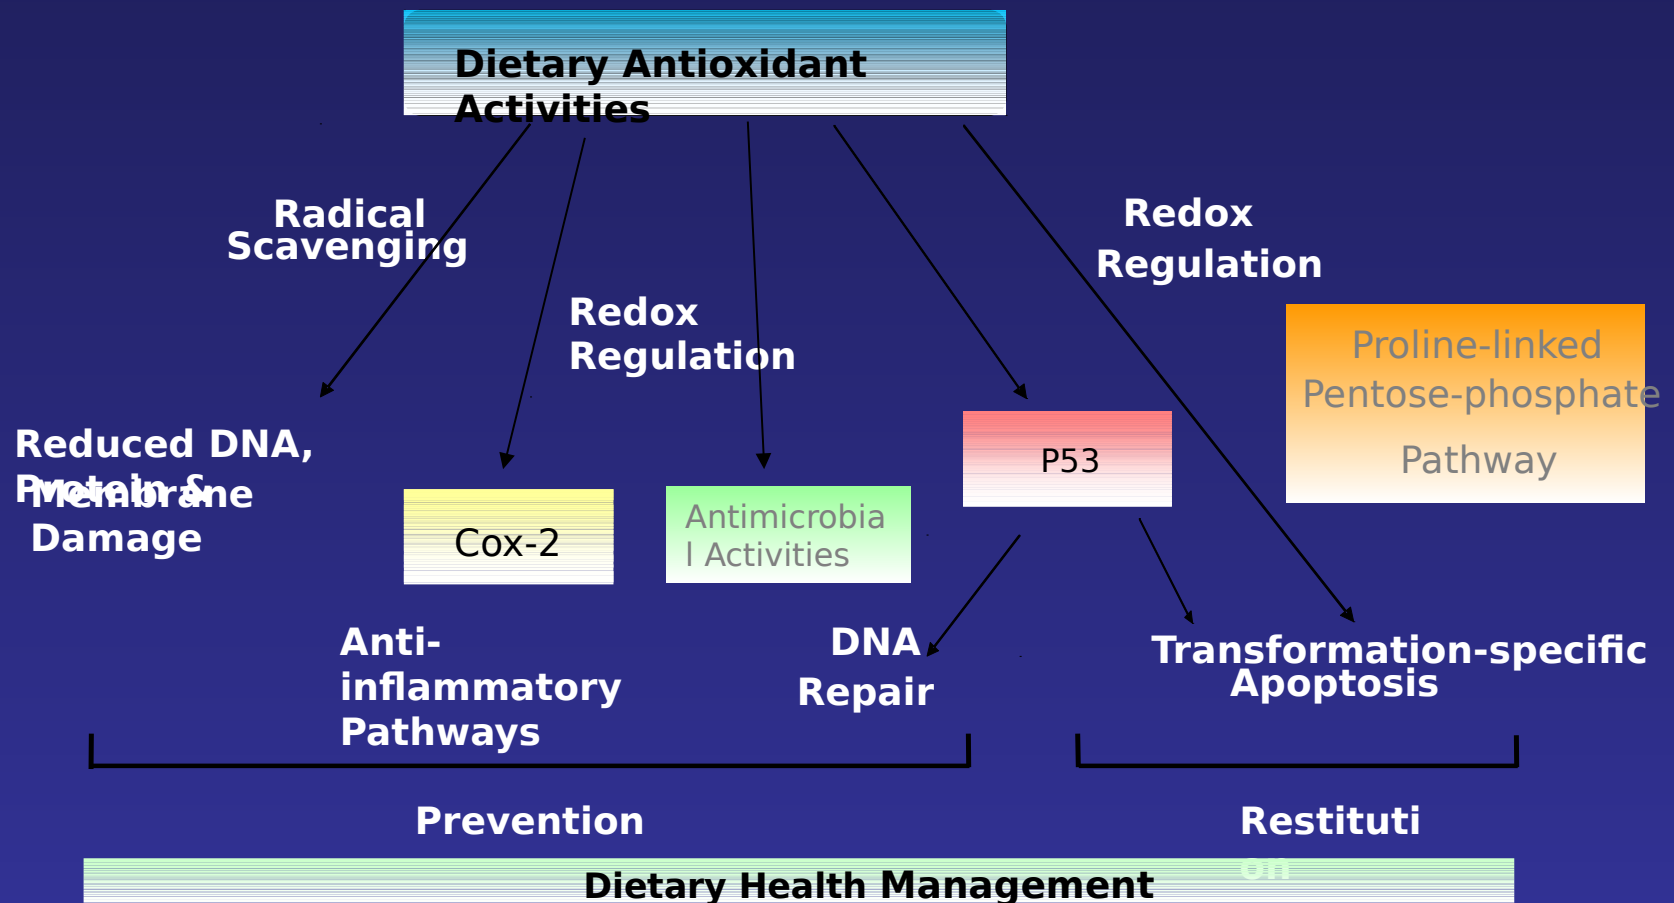 Dietary Antioxidant
Activities
Radical
Scavenging
Redox
Regulation
Redox
Regulation
Proline-linked
Pentose-phosphate
Pathway
Reduced DNA,
Protein &
Membrane
Damage
Cox-2
Antimicrobia
l Activities
P53
Anti-
inflammatory
Pathways
DNA
Repair
Transformation-specific
Apoptosis
Prevention
Restituti
on
Dietary Health Management